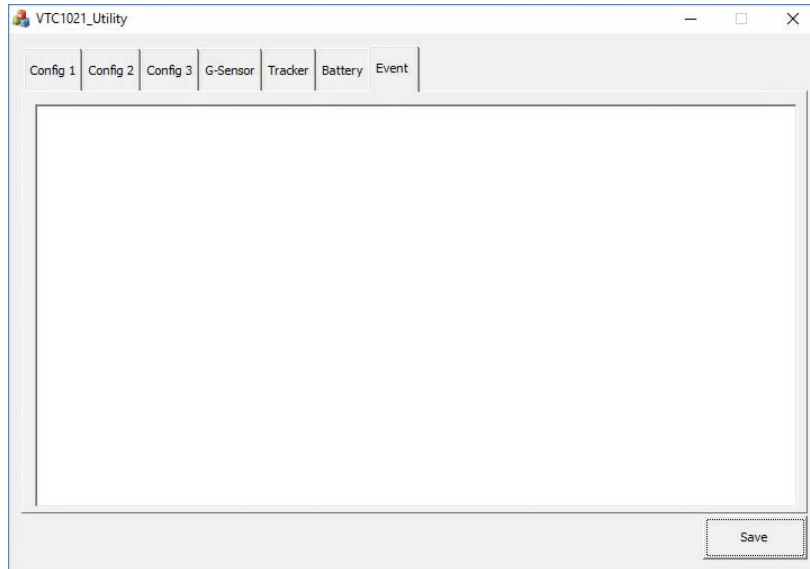 VTC1021_Utility
Config 1 Config 2 Config 3 G-Sensor Tracker Battery Event
Save